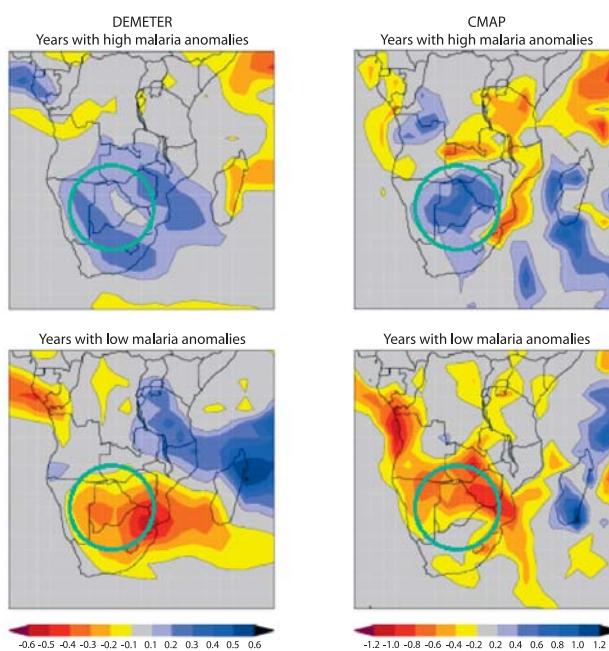 DEMETER
Years with high malaria anomalies
CMAP
Years with high malaria anomalies
Years with low malaria anomalies
Years with low malaria anomalies
-0.6 -0.5 -0.4 -0.3 -0.2 -0.1 0.1 0.2 0.3 0.4 0.5 0.6
-1.2 -1.0 -0.8 -0.6 -0.4 -0.2 0.2 0.4 0.6 0.8 1.0 1.2